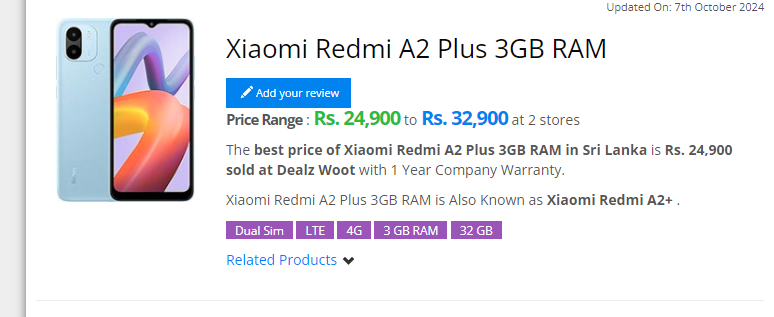 Updated On: 7th October 2024
Xiaomi Redmi A2 Plus 3GB RAM
Add your review
Price Range : Rs. 24,900 to Rs. 32,900 at 2 stores
The best price of Xiaomi Redmi A2 Plus 3GB RAM in Sri Lanka is Rs. 24,900
sold at Dealz Woot with 1 Year Company Warranty.
Xiaomi Redmi A2 Plus 3GB RAM is Also Known as Xiaomi Redmi A2+ .
Dual Sim LTE 4G 3 GB RAM 32 GB
Related Products